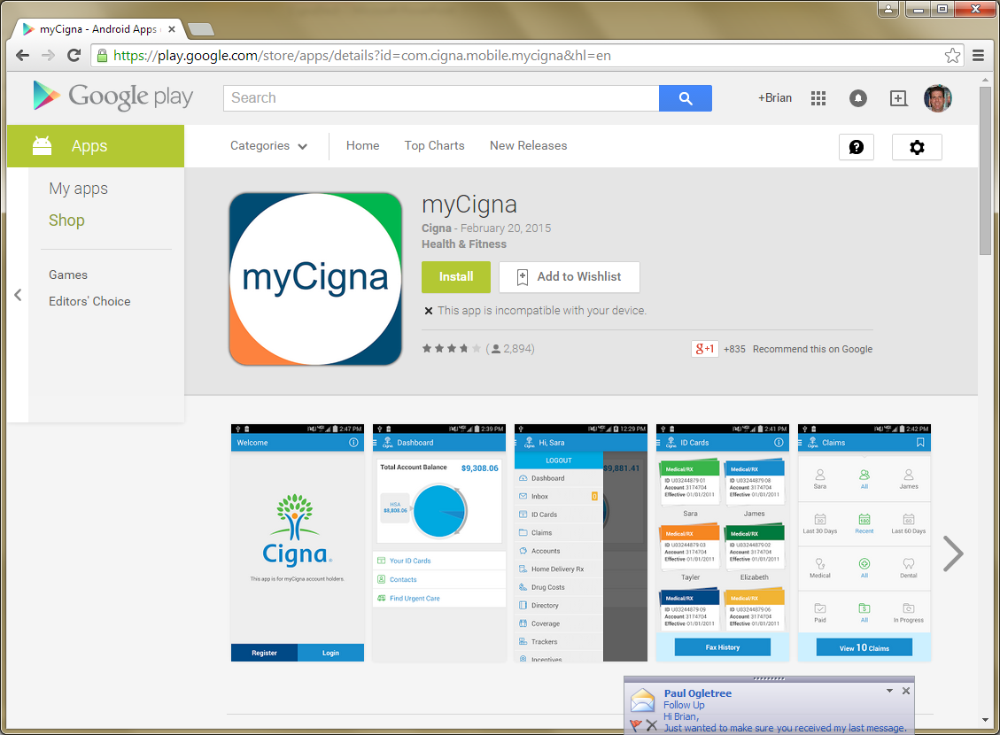 myCigna - Android Apps
https://play.google.com/store/apps/details?id=com.cigna.mobile.mycigna&hl=en
Google play
Search
+Brian
Apps
Categories
Home
Top Charts
New Releases
My apps
Shop
Games
Editors' Choice
myCigna
myCigna
Cigna - February 20, 2015
Health & Fitness
Install
Add to Wishlist
This app is incompatible with your device.
(2,894)
g+1
+835 Recommend this on Google
2:47 PM
Welcome
Cigna
This app is for myCigna account holders.
Register
Login
2:39 PM
Cigna
Dashboard
Total Account Balance
$9,308.06
HSA
$8,808.06
Your ID Cards
Contacts
Find Urgent Care
12:29 PM
Cigna
Hi, Sara
LOGOUT
$9,881.41
Dashboard
Inbox
0
ID Cards
Claims
Accounts
Home Delivery Rx
Drug Costs
Directory
Coverage
Trackers
Incentives
2:41 PM
Cigna
ID Cards
Medical/RX
ID U03244879 01
Account 3174704
Effective 01/01/2011
Sara
Medical/RX
ID U03244879 08
Account 3174704
Effective 01/01/2011
James
Medical/RX
ID U03244879 03
Account 3174704
Effective 01/01/2011
Tayler
Medical/RX
ID U03244879 02
Account 3174704
Effective 01/01/2011
Elizabeth
Medical/RX
ID U03244879 09
Account 3174704
Effective 01/01/2011
Medical/RX
ID U03244879 06
Account 3174704
Effective 01/01/2011
Fax History
2:42 PM
Cigna
Claims
Sara
All
James
30
180
60
Last 30 Days
Recent
Last 60 Days
Medical
All
Dental
Paid
All
In Progress
View 10 Claims
Paul Ogletree
Follow Up
Hi Brian,
Just wanted to make sure you received my last message.